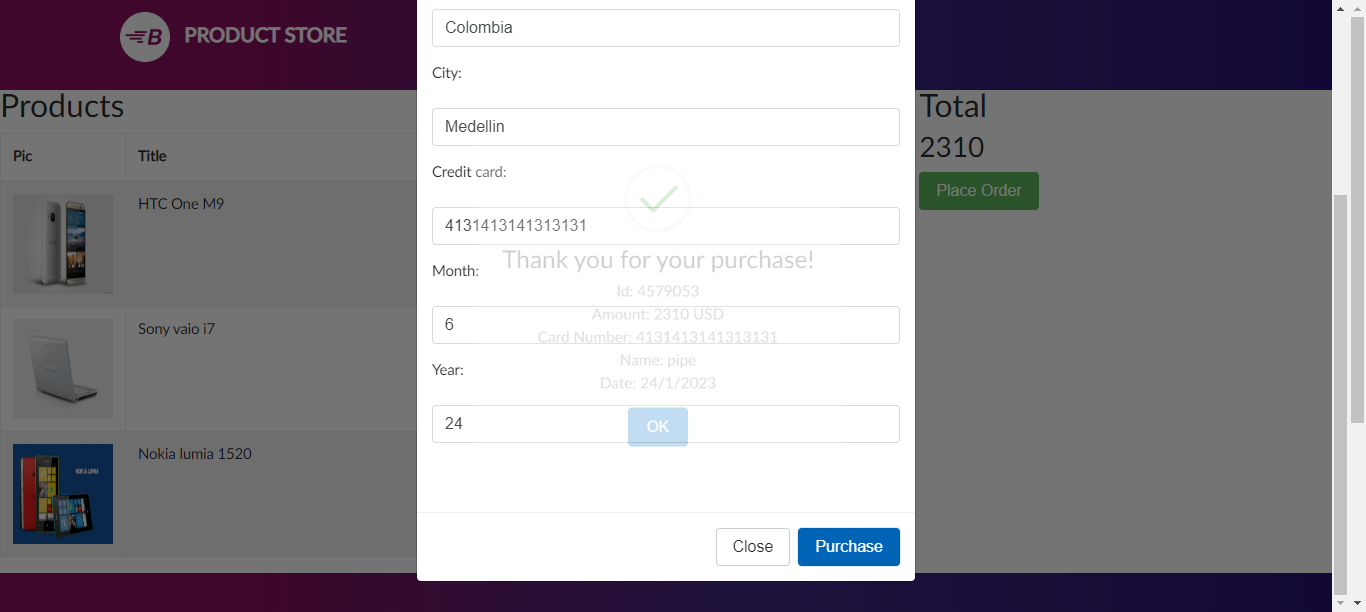 B PRODUCT STORE
Products
Pic
Title
HTC One M9
Sony vaio i7
NOKIA LUMIA
Nokia lumia 1520
Colombia
City:
Medellin
Credit card:
4131413141313131
Month:
6
Year:
24
Thank you for your purchase!
Id: 4579053
Amount: 2310 USD
Card Number: 4131413141313131
Name: pipe
Date: 24/1/2023
OK
Close
Purchase
Total
2310
Place Order